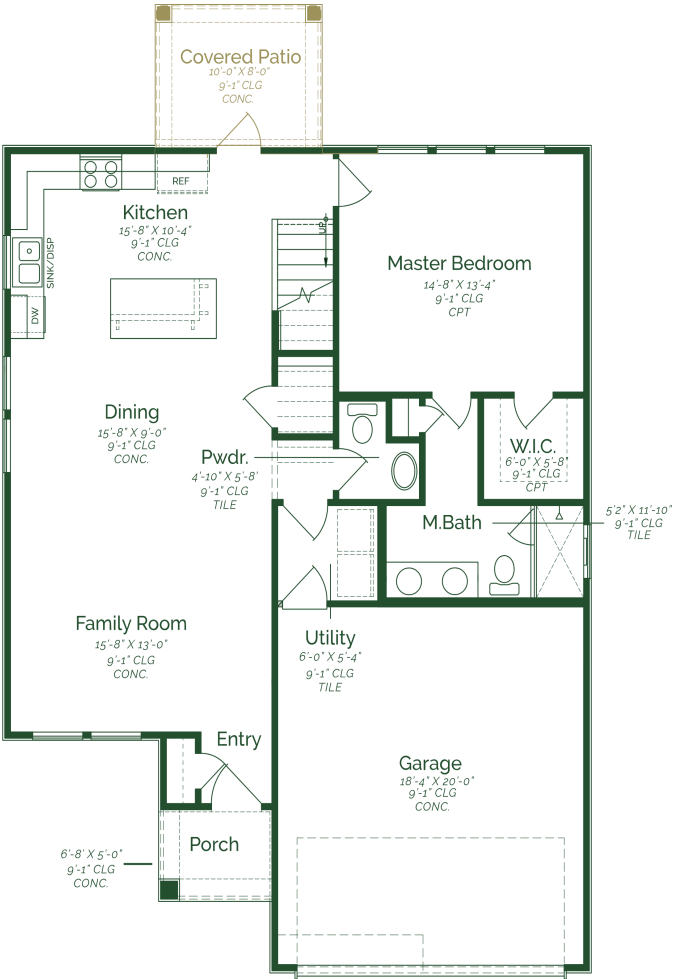 Covered Patio
10'-0" X 8'-0"
9'-1" CLG
CONC.
REF
Kitchen
15'-8" X 10'-4"
9'-1" CLG
CONC.
UP
SINK/DISP
DW
Master Bedroom
14'-8" X 13'-4"
9'-1" CLG
CPT
Dining
15'-8" X 9'-0"
9'-1" CLG
CONC.
Pwdr.
4'-10" X 5'-8'
9'-1" CLG
TILE
W.I.C.
6'-0" X 5'-8"
9'-1" CLG
CPT
M.Bath
5'2" X 11'-10"
9'-1" CLG
TILE
Family Room
15'-8" X 13'-0"
9'-1" CLG
CONC.
Utility
6'-0" X 5'-4"
9'-1" CLG
TILE
Entry
Garage
18'-4" X 20'-0"
9'-1" CLG
CONC.
Porch
6'-8' X 5'-0"
9'-1" CLG
CONC.